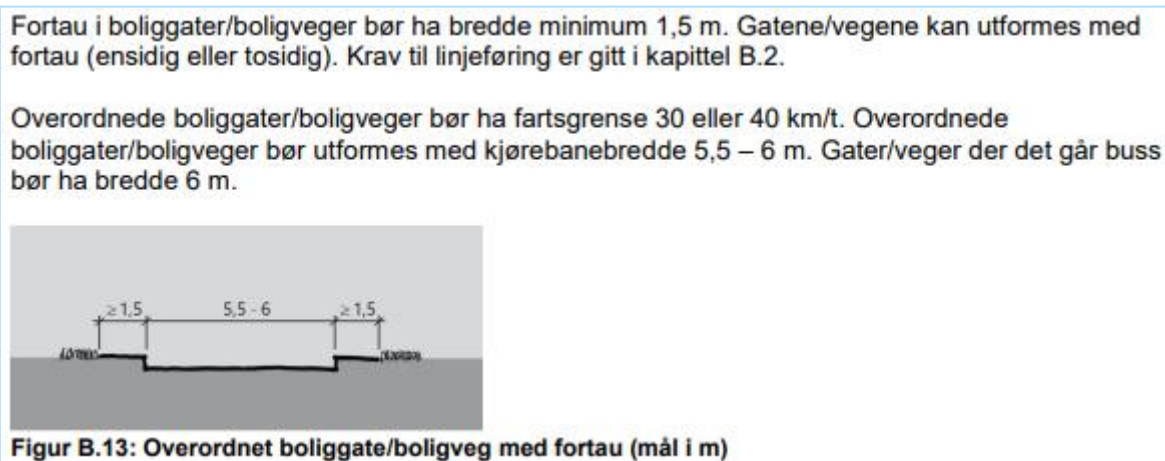 Fortau i boliggater/boligveger bør ha bredde minimum 1,5 m. Gatene/vegene kan utformes med
fortau (ensidig eller tosidig). Krav til linjeføring er gitt i kapittel B.2.
Overordnede boliggater/boligveger bør ha fartsgrense 30 eller 40 km/t. Overordnede
boliggater/boligveger bør utformes med kjørebanebredde 5,5 – 6 m. Gater/veger der det går buss
bør ha bredde 6 m.
≥ 1,5 5,5 - 6 ≥ 1,5
Figur B.13: Overordnet boliggate/boligveg med fortau (mål i m)